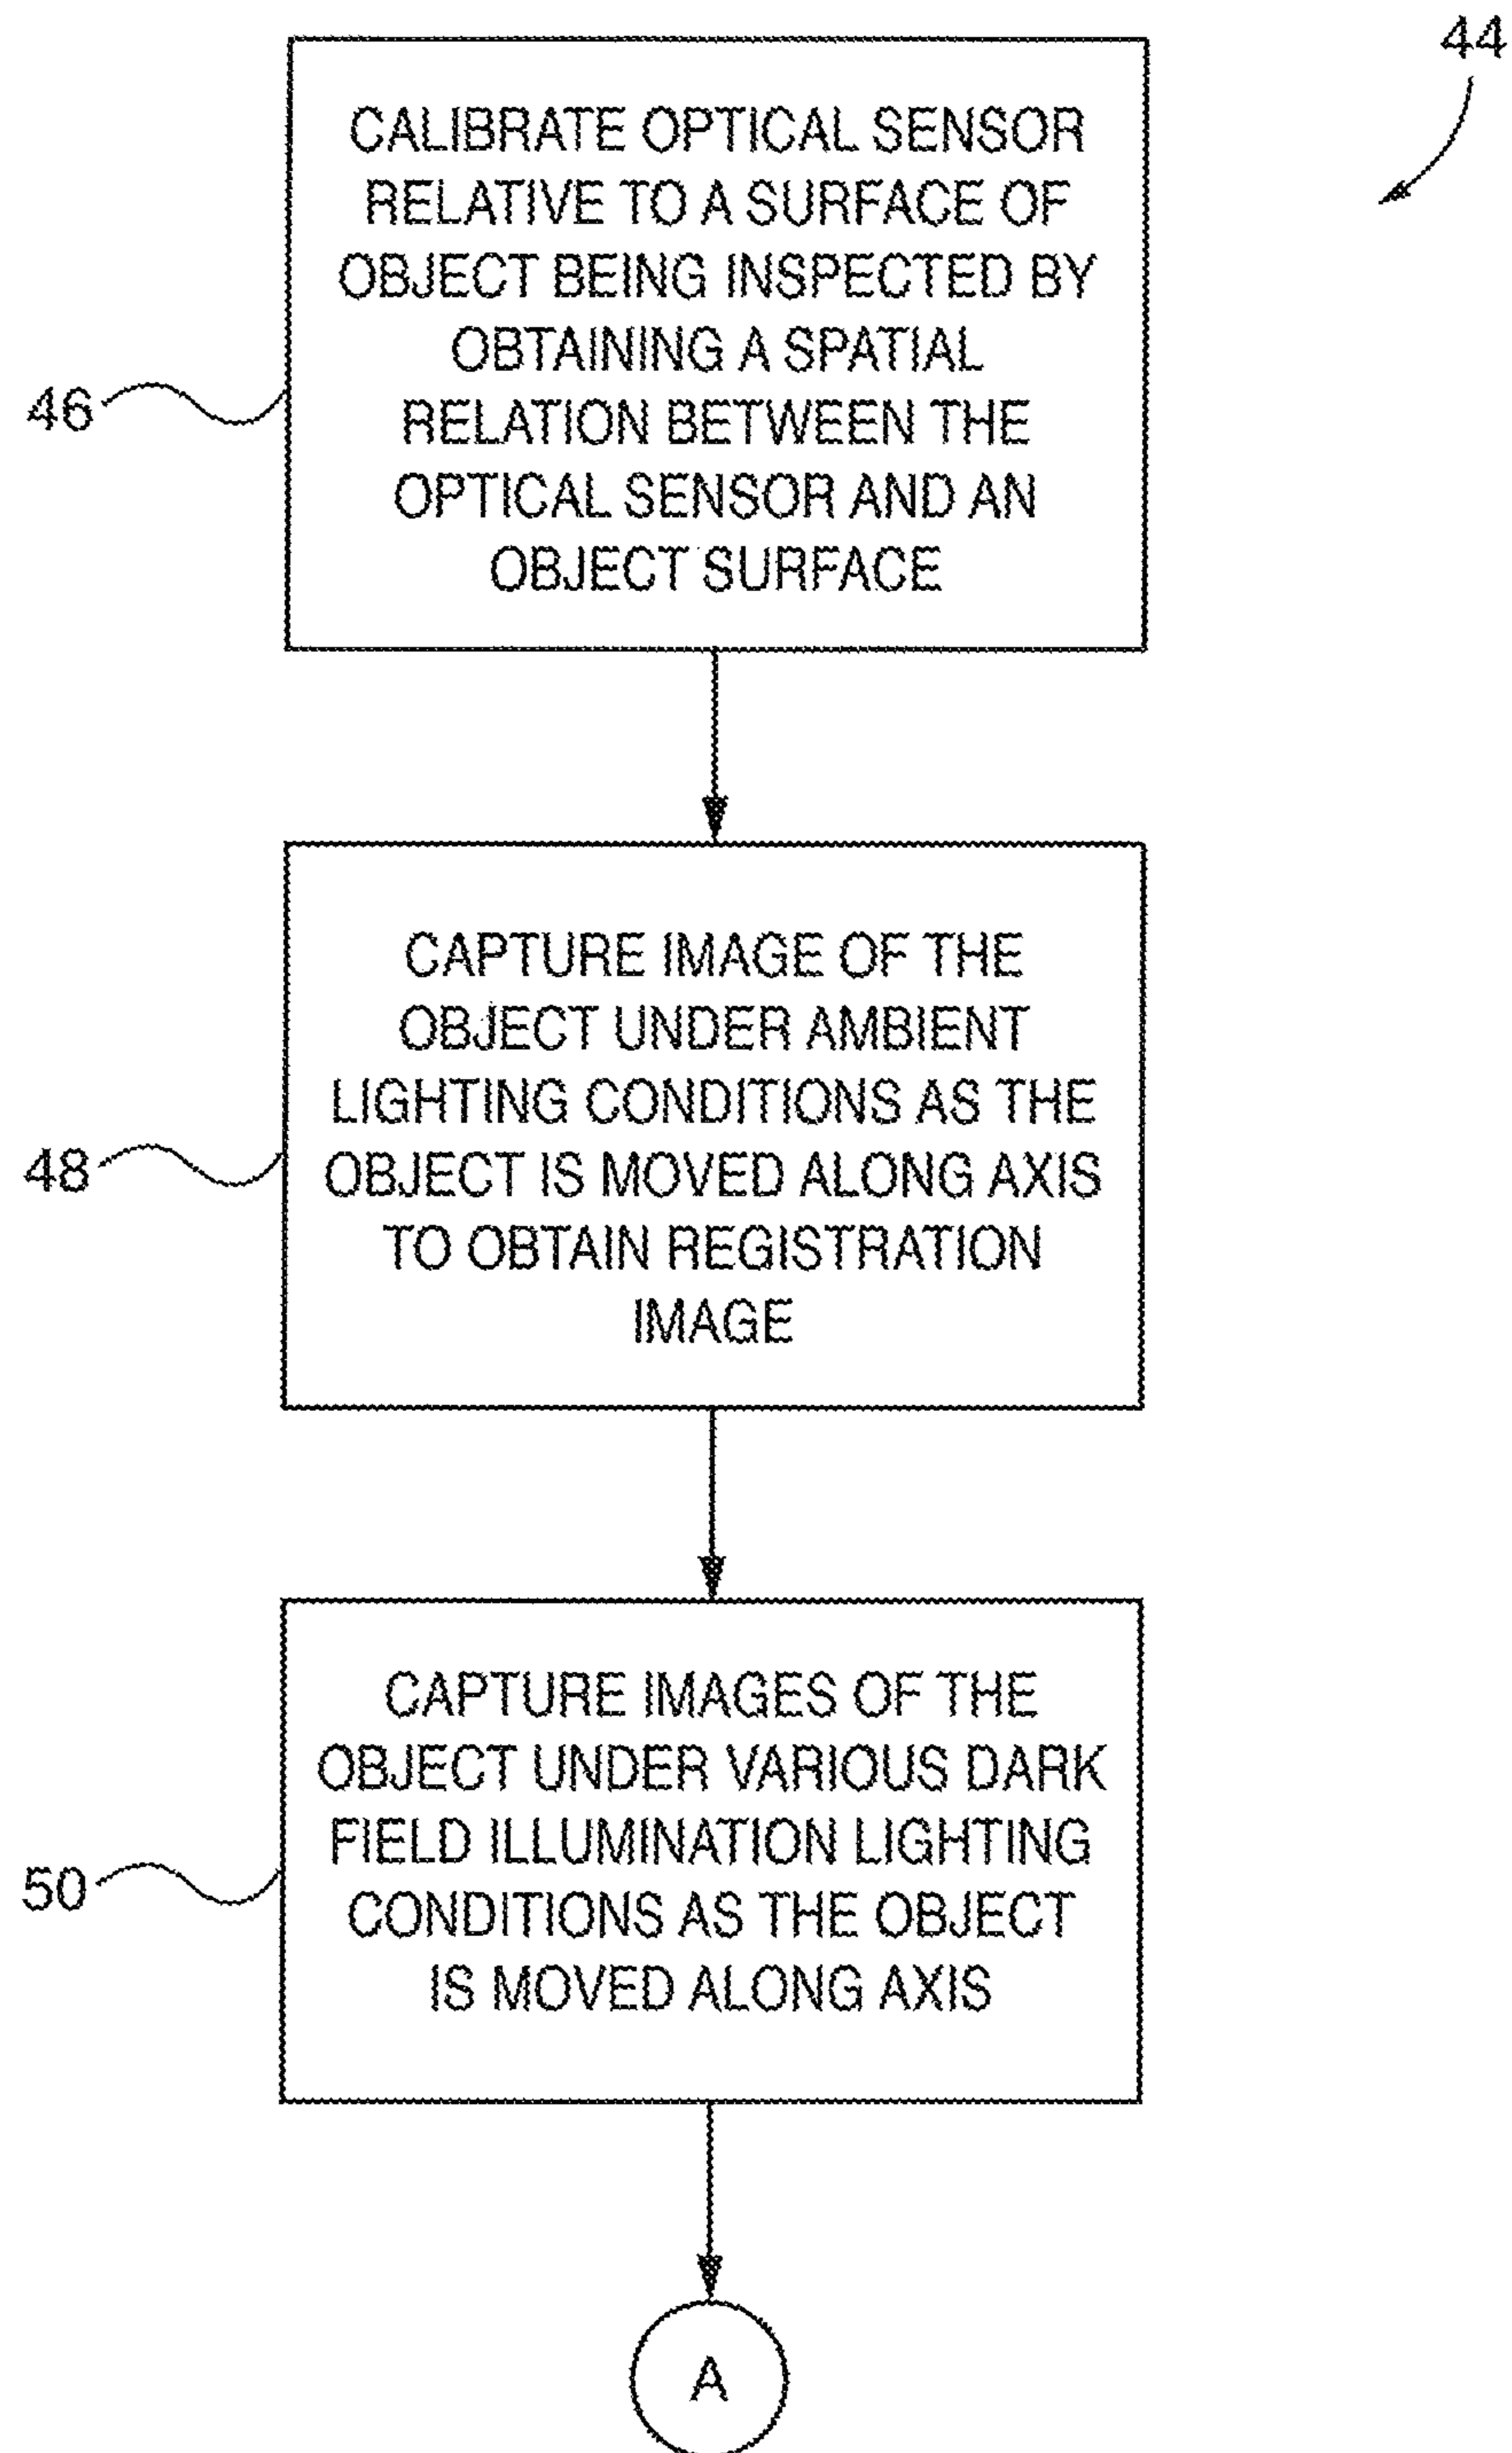 44
CALIBRATE OPTICAL SENSOR
RELATIVE TO A SURFACE OF
OBJECT BEING INSPECTED BY
OBTAINING A SPATIAL
RELATION BETWEEN THE
OPTICAL SENSOR AND AN
OBJECT SURFACE
46
CAPTURE IMAGE OF THE
OBJECT UNDER AMBIENT
LIGHTING CONDITIONS AS THE
OBJECT IS MOVED ALONG AXIS
TO OBTAIN REGISTRATION
IMAGE
48
CAPTURE IMAGES OF THE
OBJECT UNDER VARIOUS DARK
FIELD ILLUMINATION LIGHTING
CONDITIONS AS THE OBJECT
IS MOVED ALONG AXIS
50
A